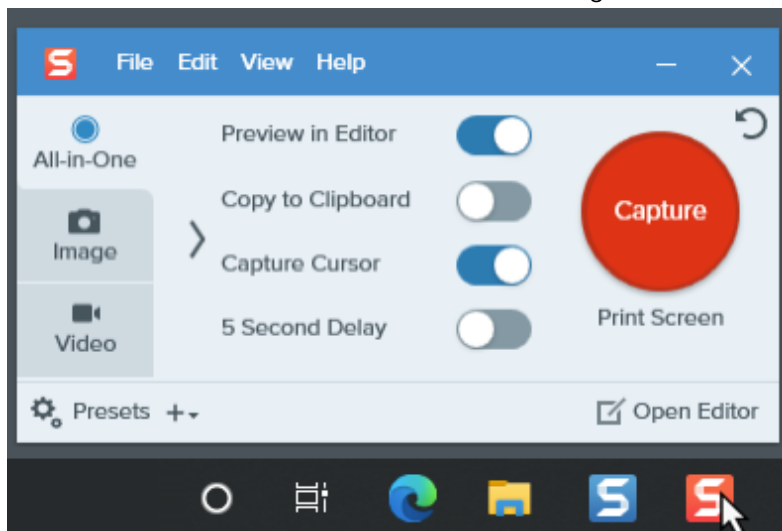 S File Edit View Help
All-in-One
Image
Video
Preview in Editor
Copy to Clipboard
Capture Cursor
5 Second Delay
Capture
Print Screen
Presets
Open Editor
S S